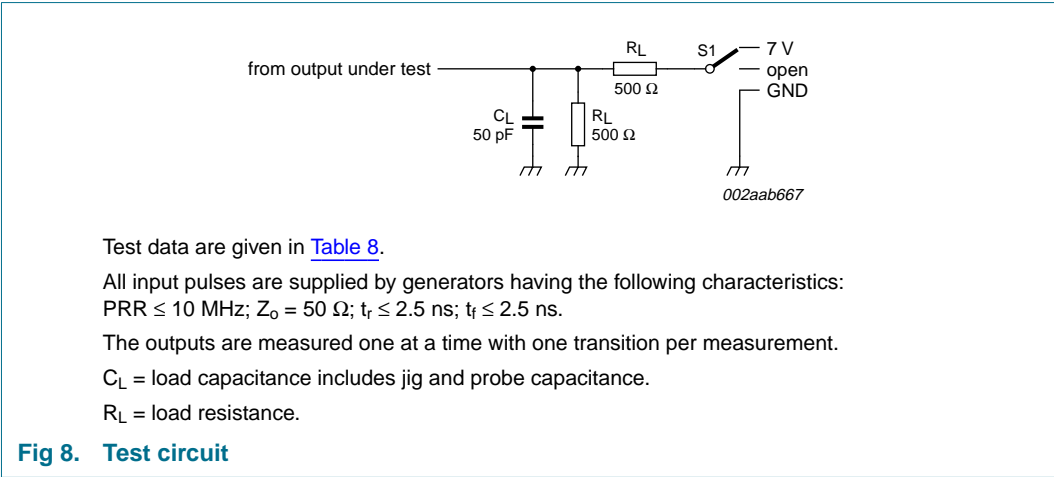 RL
S1
7 V
from output under test
open
500 Ω
GND
CL
50 pF
RL
500 Ω
002aab667
Test data are given in Table 8.
All input pulses are supplied by generators having the following characteristics:
PRR ≤ 10 MHz; Zo = 50 Ω; tr ≤ 2.5 ns; tf ≤ 2.5 ns.
The outputs are measured one at a time with one transition per measurement.
CL = load capacitance includes jig and probe capacitance.
RL = load resistance.
Fig 8. Test circuit